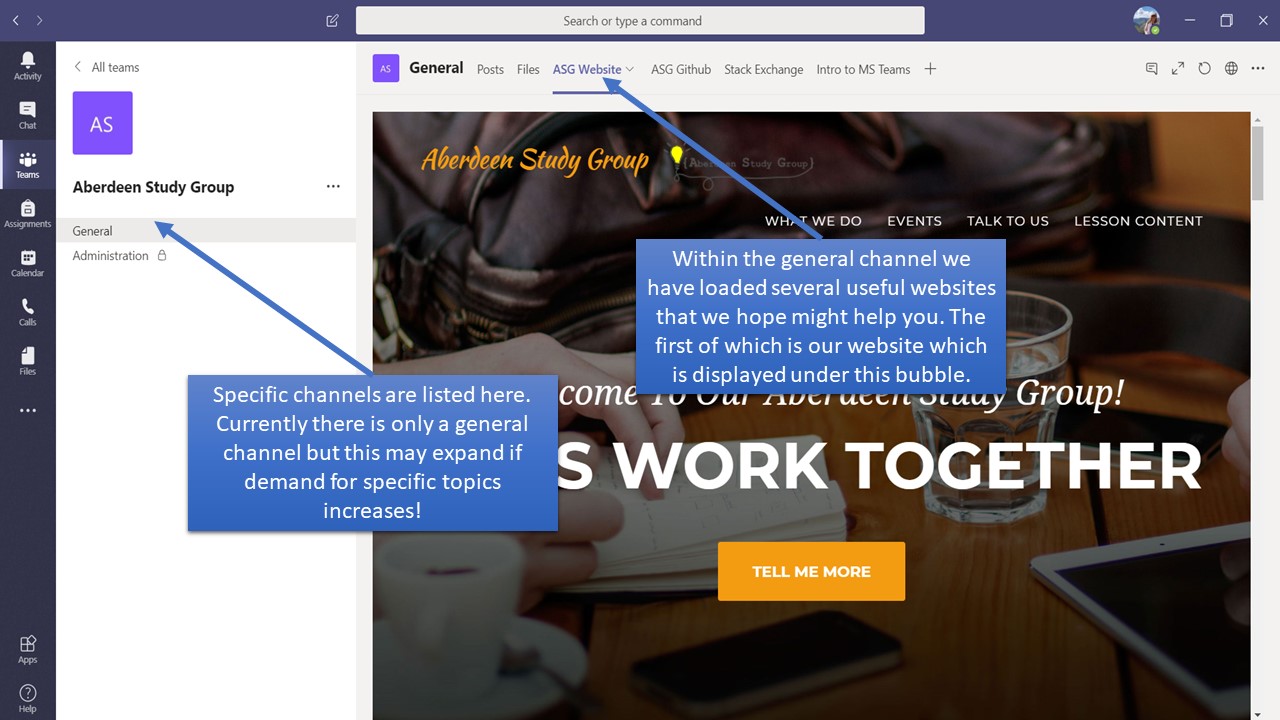 Search or type a command
Activity
Chat
Teams
Assignments
Calendar
Calls
Files
Apps
Help
All teams
AS
Aberdeen Study Group
General
Administration
AS General Posts Files ASG Website ASG Github Stack Exchange Intro to MS Teams
Aberdeen Study Group
{Aberdeen Study Group}
WHAT WE DO EVENTS TALK TO US LESSON CONTENT
Within the general channel we
have loaded several useful websites
that we hope might help you. The
first of which is our website which
is displayed under this bubble.
Specific channels are listed here.
Currently there is only a general
channel but this may expand if
demand for specific topics
increases!
come To Our Aberdeen Study Group!
S WORK TOGETHER
TELL ME MORE